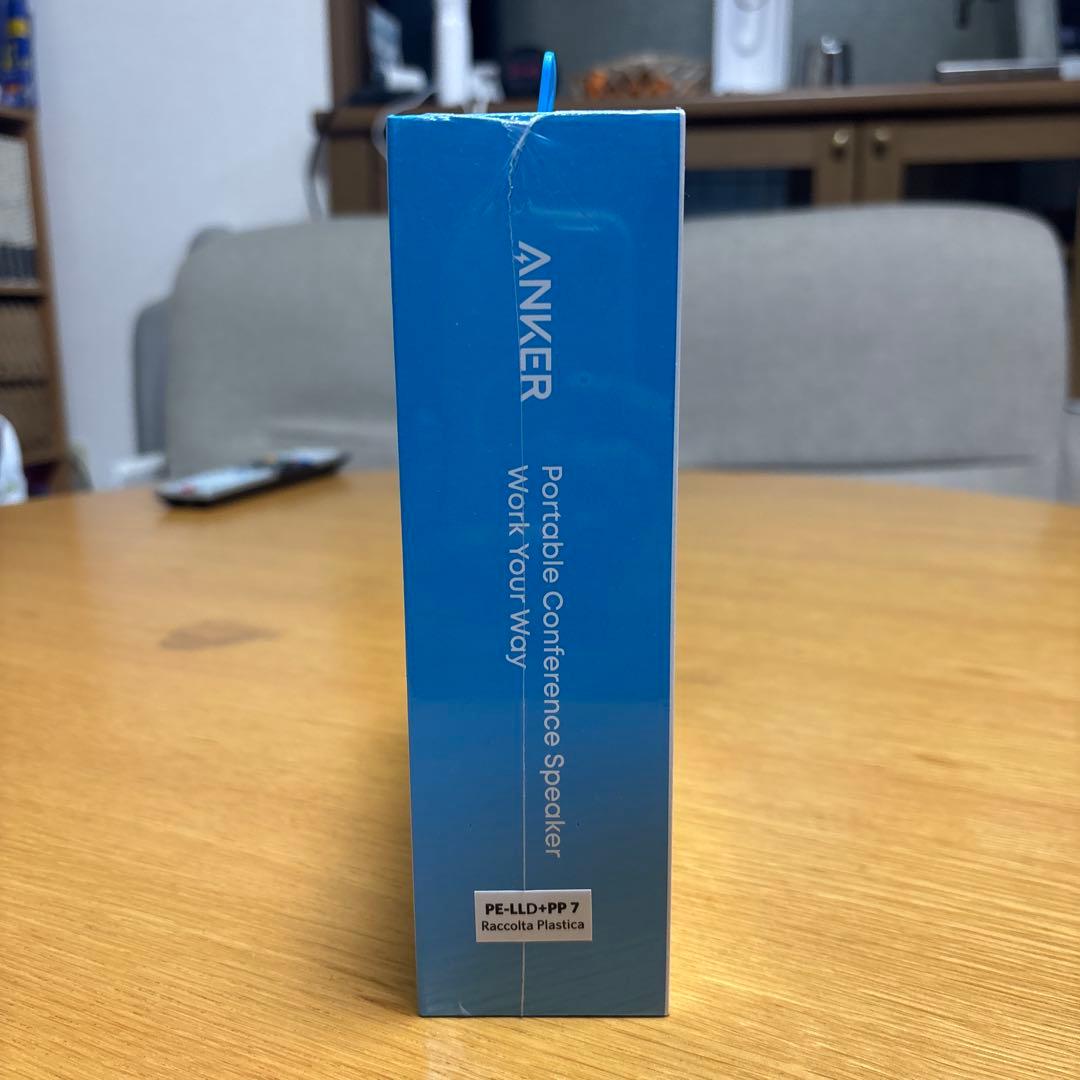 ANKER
Portable Conference Speaker
Work Your Way
PE-LLD+PP 7
Raccolta Plastica